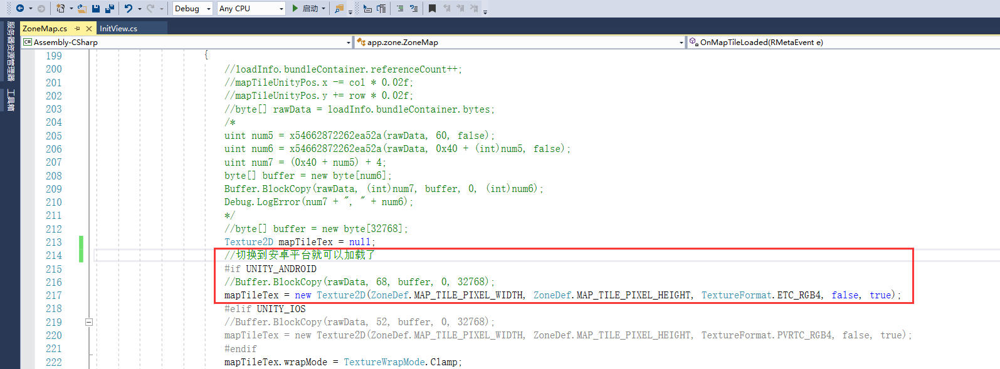 Debug
Any CPU
启动
服务器资源管理器
工具箱
ZoneMap.cs
InitView.cs
C# Assembly-CSharp
app.zone.ZoneMap
OnMapTileLoaded(RMetaEvent e)
199 {
200 //loadInfo.bundleContainer.referenceCount++;
201 //mapTileUnityPos.x -= col * 0.02f;
202 //mapTileUnityPos.y += row * 0.02f;
203 //byte[] rawData = loadInfo.bundleContainer.bytes;
204 /*
205 uint num5 = x54662872262ea52a(rawData, 60, false);
206 uint num6 = x54662872262ea52a(rawData, 0x40 + (int)num5, false);
207 uint num7 = (0x40 + num5) + 4;
208 byte[] buffer = new byte[num6];
209 Buffer.BlockCopy(rawData, (int)num7, buffer, 0, (int)num6);
210 Debug.LogError(num7 + ", " + num6);
211 */
212 //byte[] buffer = new byte[32768];
213 Texture2D mapTileTex = null;
214 //切换到安卓平台就可以加载了
215 #if UNITY_ANDROID
216 //Buffer.BlockCopy(rawData, 68, buffer, 0, 32768);
217 mapTileTex = new Texture2D(ZoneDef.MAP_TILE_PIXEL_WIDTH, ZoneDef.MAP_TILE_PIXEL_HEIGHT, TextureFormat.ETC_RGB4, false, true);
218 #elif UNITY_IOS
219 //Buffer.BlockCopy(rawData, 52, buffer, 0, 32768);
220 mapTileTex = new Texture2D(ZoneDef.MAP_TILE_PIXEL_WIDTH, ZoneDef.MAP_TILE_PIXEL_HEIGHT, TextureFormat.PVRTC_RGB4, false, true);
221 #endif
222 mapTileTex.wrapMode = TextureWrapMode.Clamp;